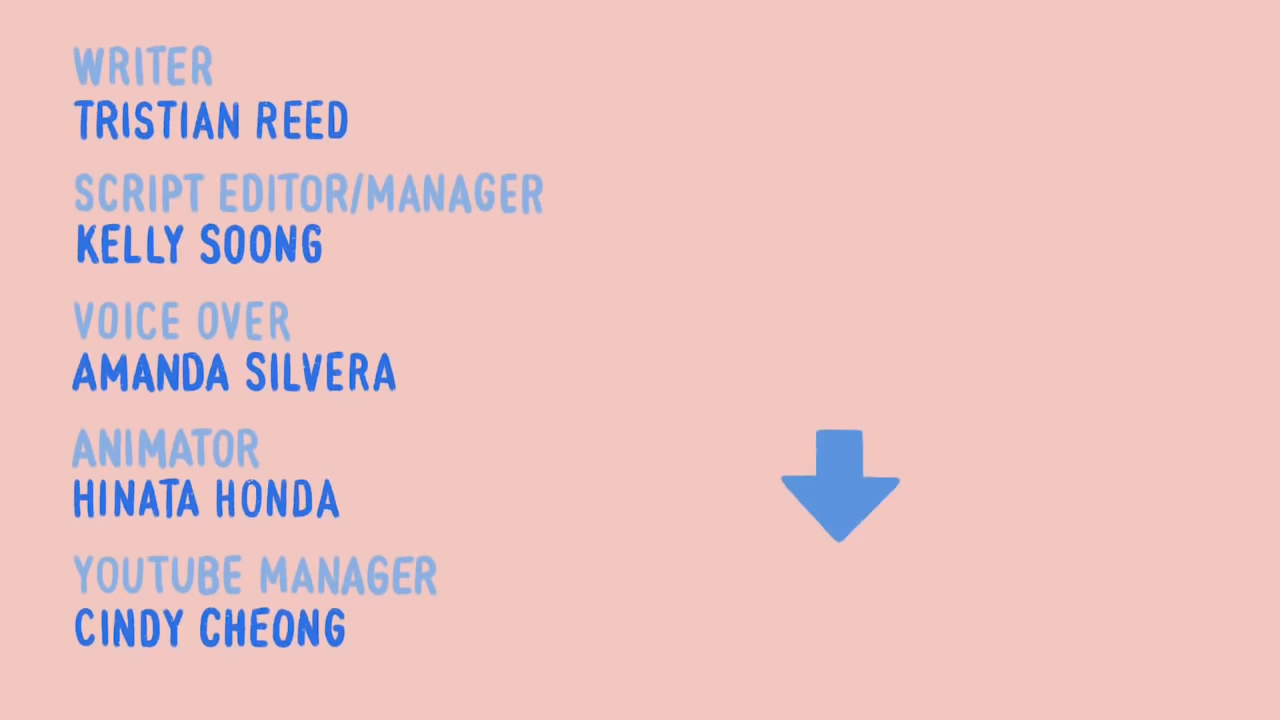 WRITER
TRISTIAN REED
SCRIPT EDITOR/MANAGER
KELLY SOONG
VOICE OVER
AMANDA SILVERA
ANIMATOR
HINATA HONDA
YOUTUBE MANAGER
CINDY CHEONG